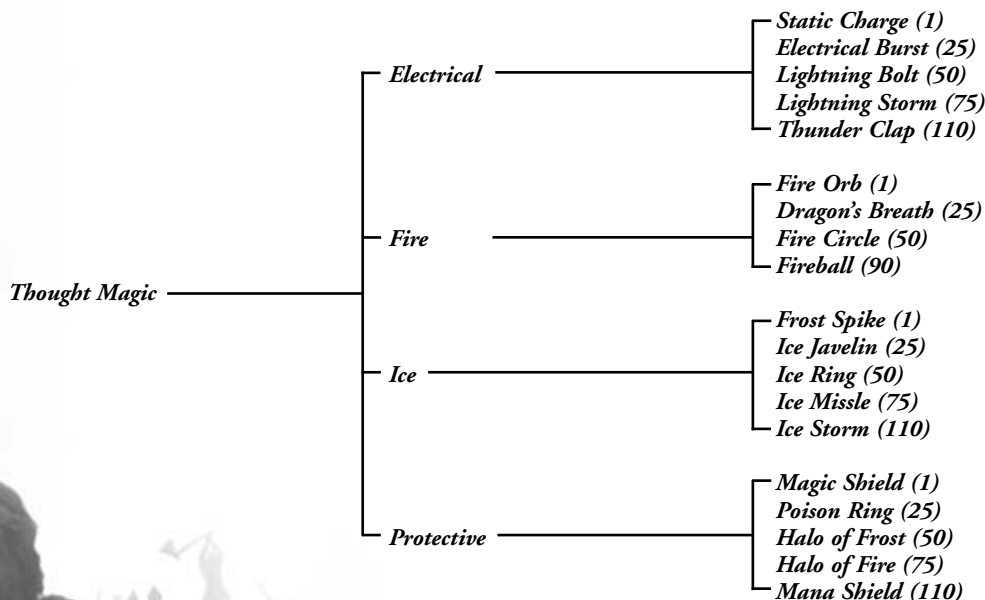 Static Charge (1)
Electrical Burst (25)
Electrical
Lightning Bolt (50)
Lightning Storm (75)
Thunder Clap (110)
Fire Orb (1)
Dragon's Breath (25)
Fire
Fire Circle (50)
Fireball (90)
Thought Magic
Frost Spike (1)
Ice Javelin (25)
Ice
Ice Ring (50)
Ice Missle (75)
Ice Storm (110)
Magic Shield (1)
Poison Ring (25)
Protective
Halo of Frost (50)
Halo of Fire (75)
Mana Shield (110)